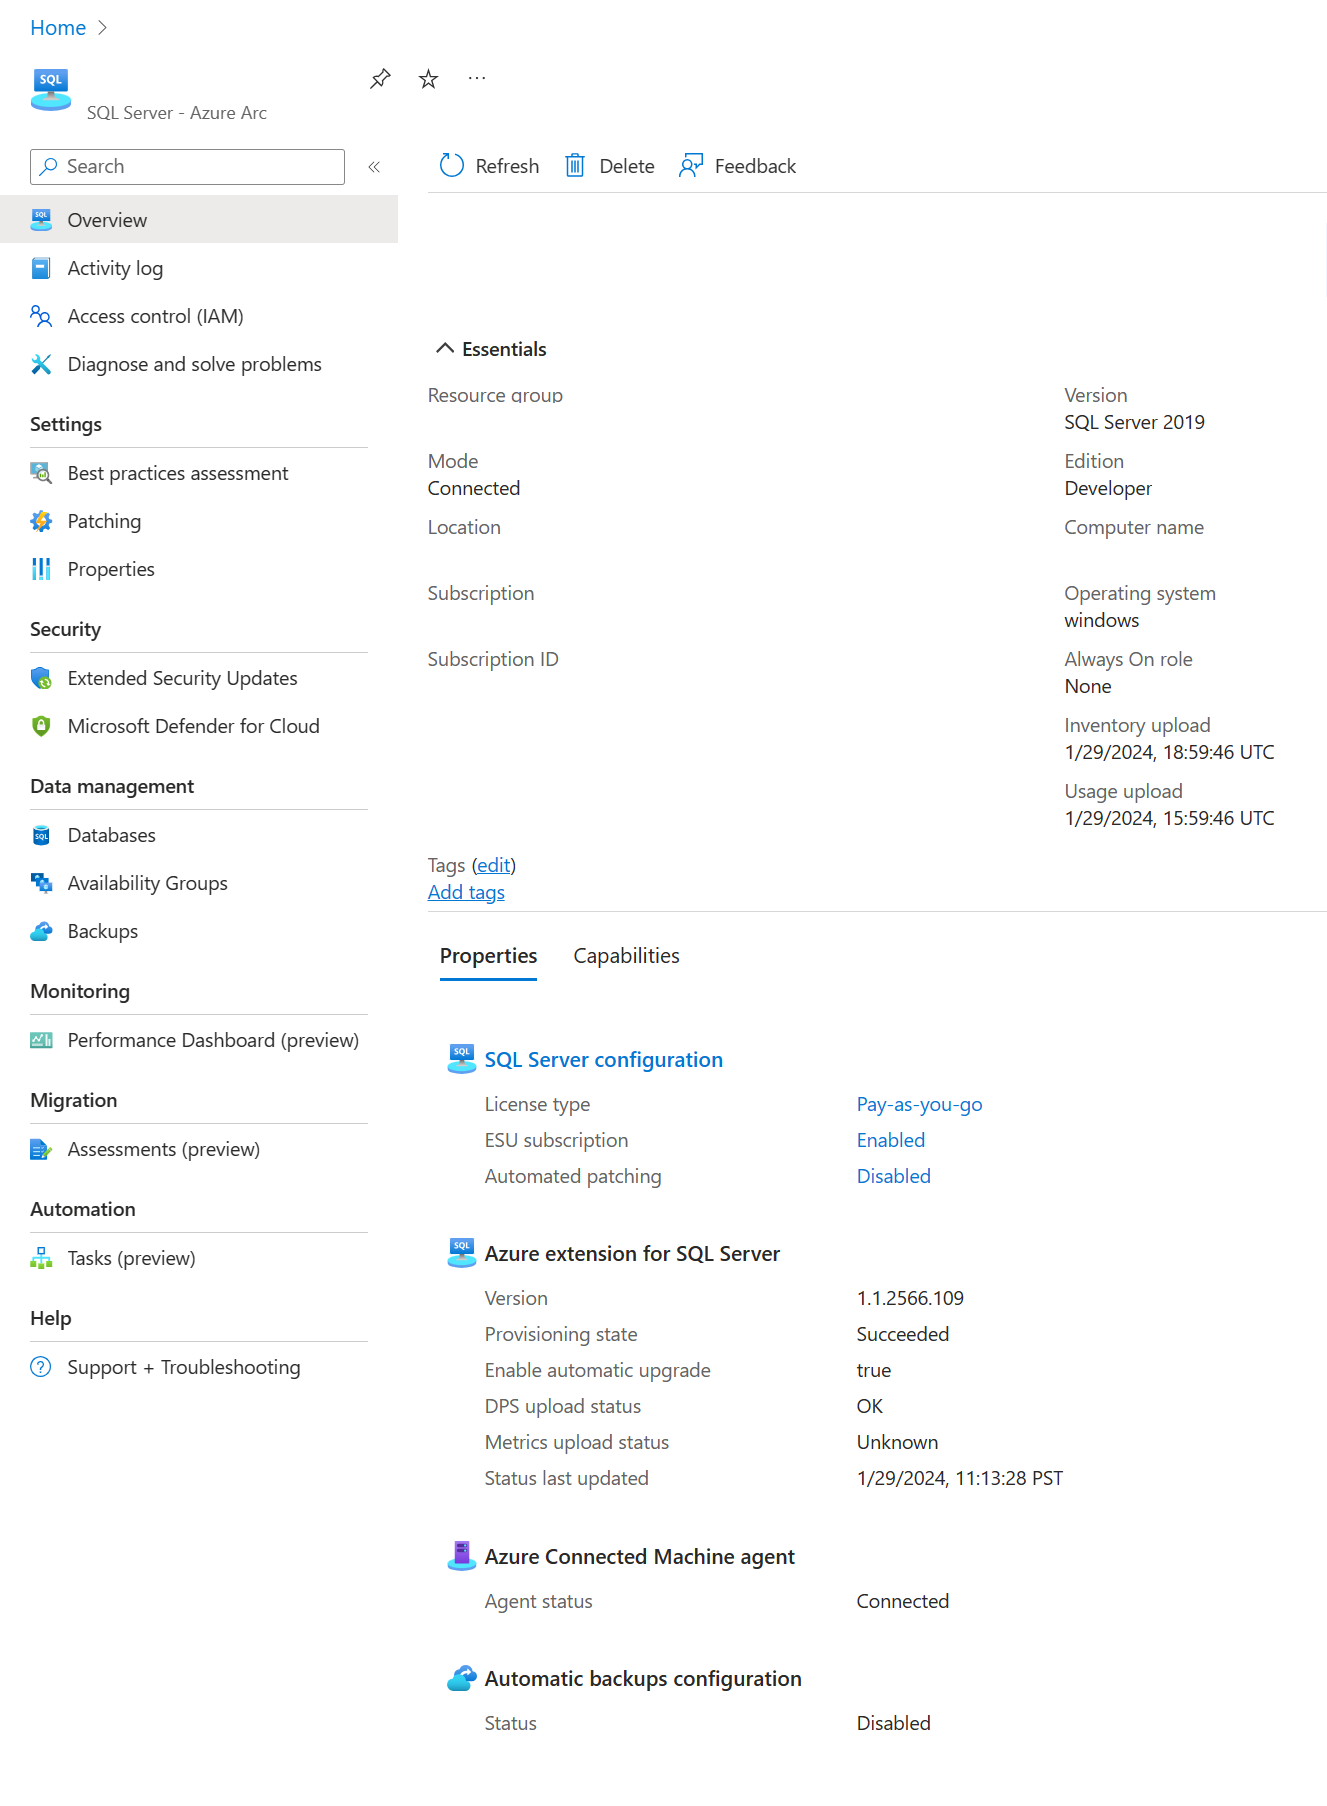 Home
SQL
SQL Server - Azure Arc
Search
Refresh
Delete
Feedback
Overview
Activity log
Access control (IAM)
Diagnose and solve problems
Settings
Best practices assessment
Patching
Properties
Security
Extended Security Updates
Microsoft Defender for Cloud
Data management
Databases
Availability Groups
Backups
Monitoring
Performance Dashboard (preview)
Migration
Assessments (preview)
Automation
Tasks (preview)
Help
Support + Troubleshooting
Essentials
Resource group
Mode
Connected
Location
Subscription
Subscription ID
Version
SQL Server 2019
Edition
Developer
Computer name
Operating system
windows
Always On role
None
Inventory upload
1/29/2024, 18:59:46 UTC
Usage upload
1/29/2024, 15:59:46 UTC
Tags (edit)
Add tags
Properties
Capabilities
SQL
SQL Server configuration
License type Pay-as-you-go
ESU subscription Enabled
Automated patching Disabled
SQL
Azure extension for SQL Server
Version 1.1.2566.109
Provisioning state Succeeded
Enable automatic upgrade true
DPS upload status OK
Metrics upload status Unknown
Status last updated 1/29/2024, 11:13:28 PST
Azure Connected Machine agent
Agent status Connected
Automatic backups configuration
Status Disabled